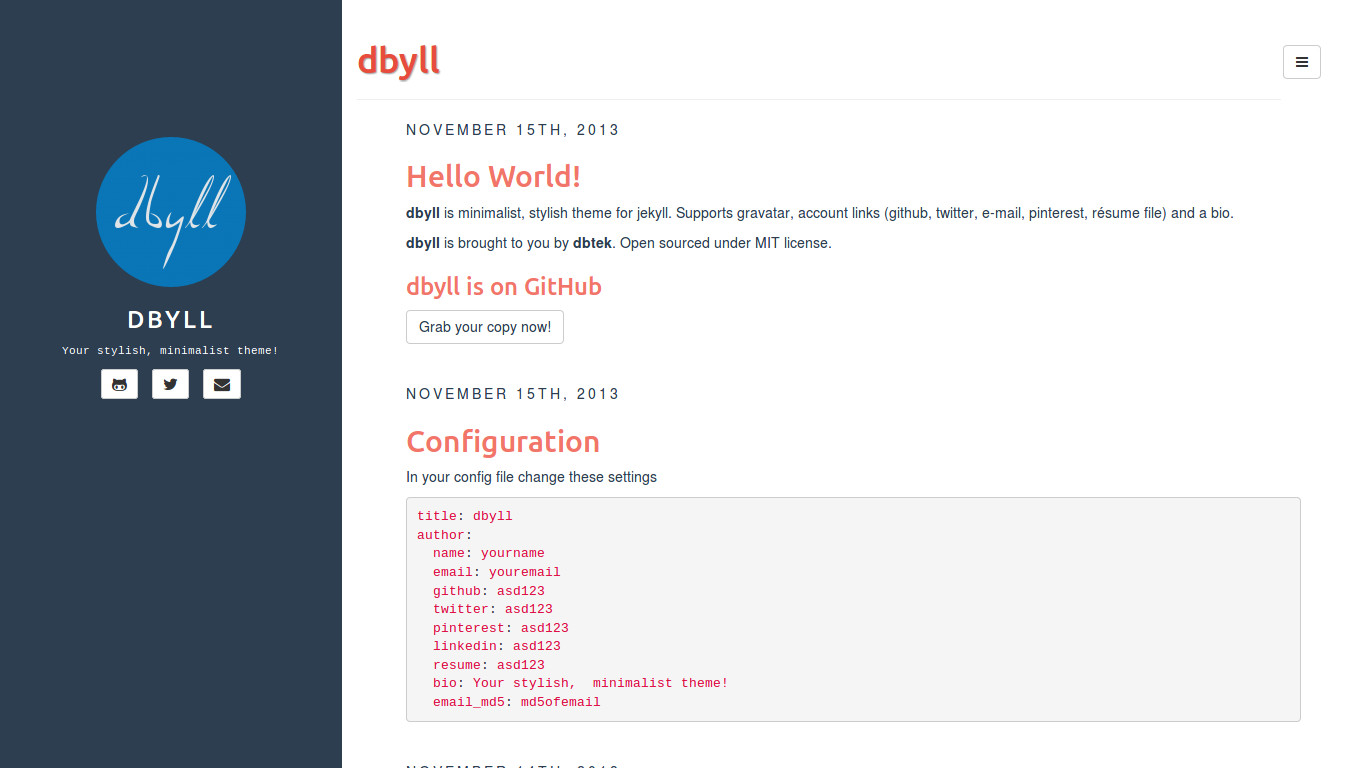 dbyll
DBYLL
Your stylish, minimalist theme!
dbyll
NOVEMBER 15TH, 2013
Hello World!
dbyll is minimalist, stylish theme for jekyll. Supports gravatar, account links (github, twitter, e-mail, pinterest, résume file) and a bio.
dbyll is brought to you by dbtek. Open sourced under MIT license.
dbyll is on GitHub
Grab your copy now!
NOVEMBER 15TH, 2013
Configuration
In your config file change these settings
title: dbyll
author:
  name: yourname
  email: youremail
  github: asd123
  twitter: asd123
  pinterest: asd123
  linkedin: asd123
  resume: asd123
  bio: Your stylish,  minimalist theme!
  email_md5: md5ofemail